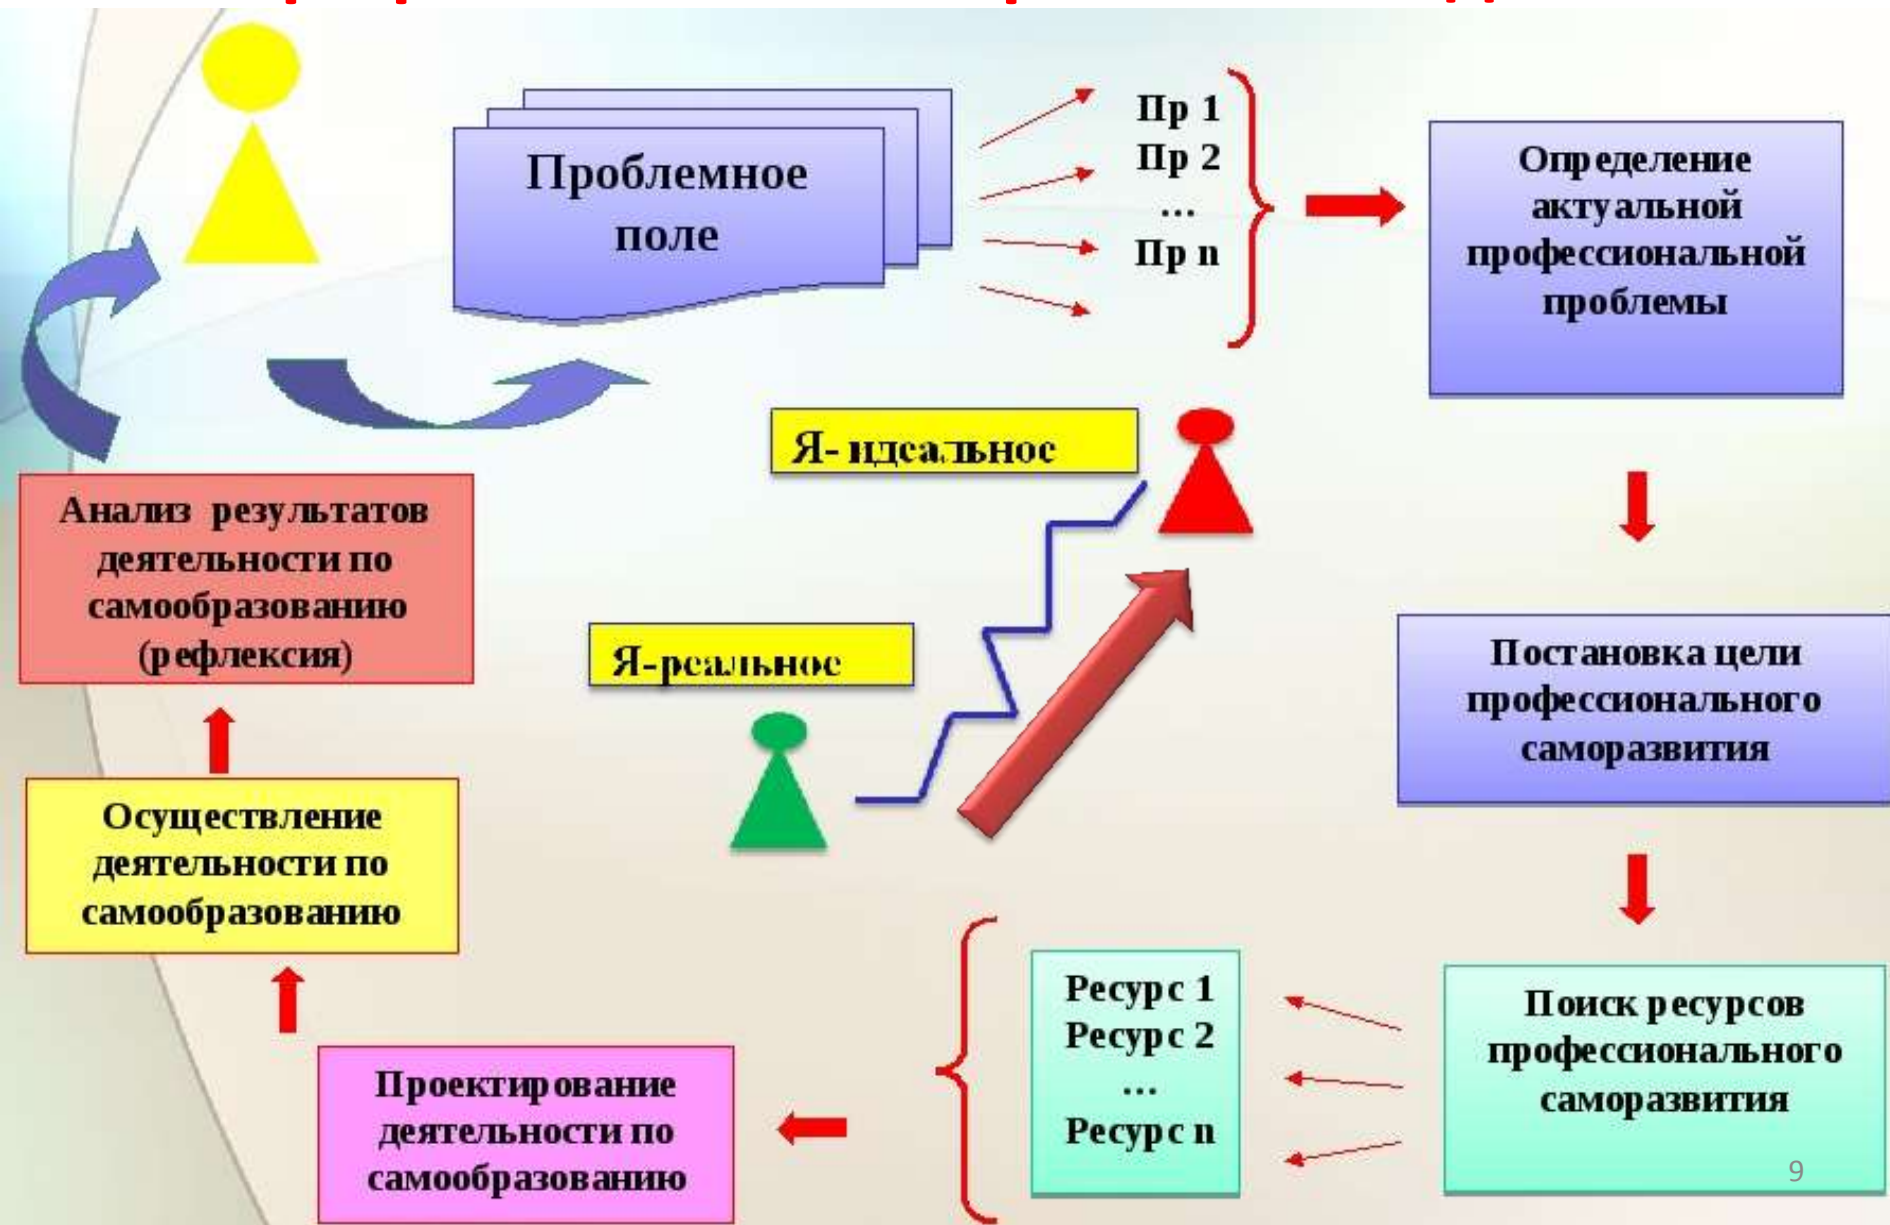 Проблемное
поле
Пр 1
Пр 2
...
Пр n
Определение
актуальной
профессиональной
проблемы
Я- идеальное
Анализ результатов
деятельности по
самообразованию
(рефлексия)
Я-реальное
Постановка цели
профессионального
саморазвития
Осуществление
деятельности по
самообразованию
Ресурс 1
Ресурс 2
...
Ресурс n
Поиск ресурсов
профессионального
саморазвития
Проектирование
деятельности по
самообразованию
9